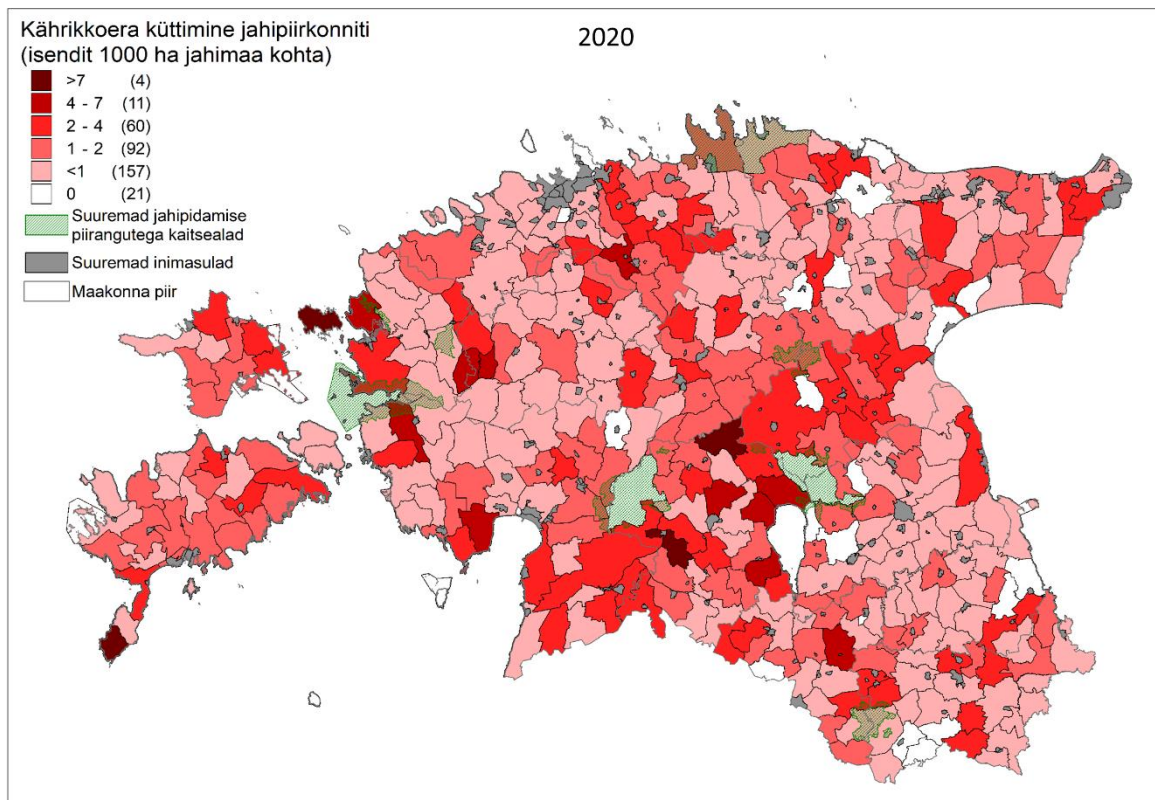 Kährikkoera küttimine jahipiirkonniti
(isendit 1000 ha jahimaa kohta)
2020
>7 (4)
4 - 7 (11)
2 - 4 (60)
1 - 2 (92)
<1 (157)
0 (21)
Suuremad jahipidamise
piirangutega kaitsealad
Suuremad inimasulad
Maakonna piir